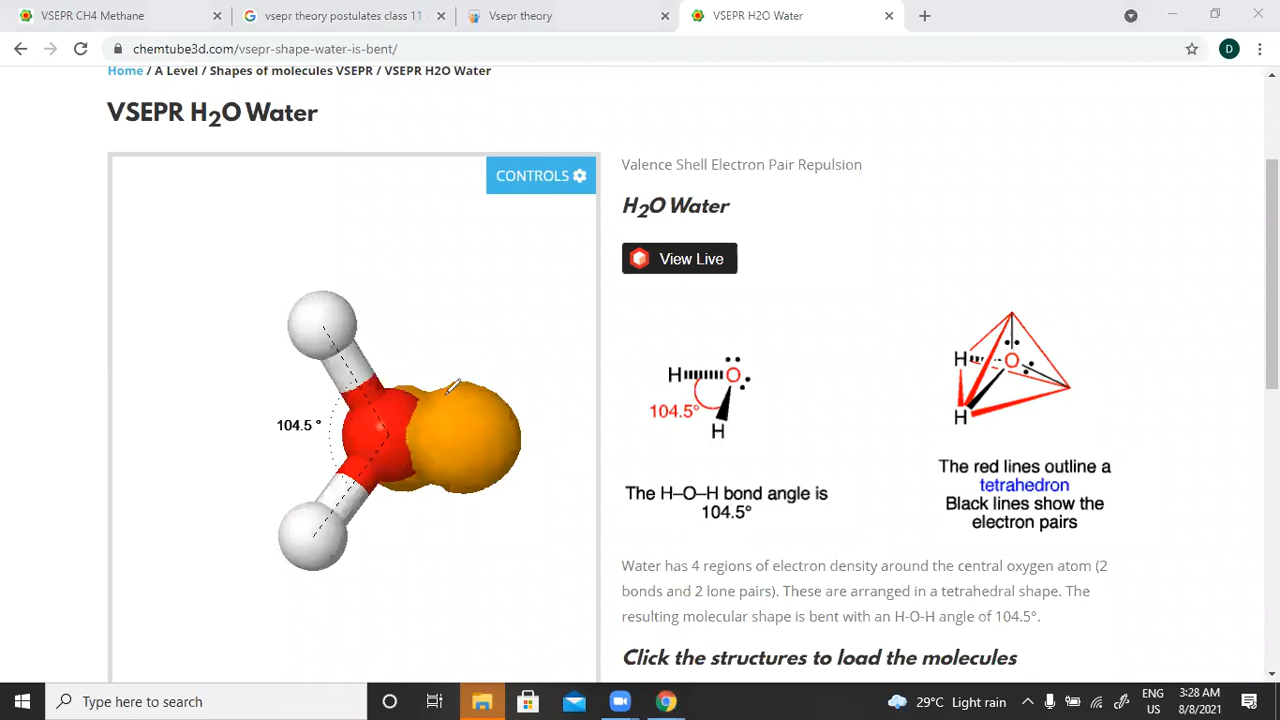 VSEPR CH4 Methane
vsepr theory postulates class 11 -
Vsepr theory
VSEPR H2O Water
chemtube3d.com/vsepr-shape-water-is-bent/
D
Home / A Level / Shapes of molecules VSEPR / VSEPR H2O Water
VSEPR H2O Water
CONTROLS
104.5 °
Valence Shell Electron Pair Repulsion
H2O Water
View Live
H O
104.5°
H
The H–O–H bond angle is
104.5°
H O
H
The red lines outline a
tetrahedron
Black lines show the
electron pairs
Water has 4 regions of electron density around the central oxygen atom (2
bonds and 2 lone pairs). These are arranged in a tetrahedral shape. The
resulting molecular shape is bent with an H-O-H angle of 104.5°.
Click the structures to load the molecules
Type here to search
29°C Light rain
ENG
US
3:28 AM
8/8/2021